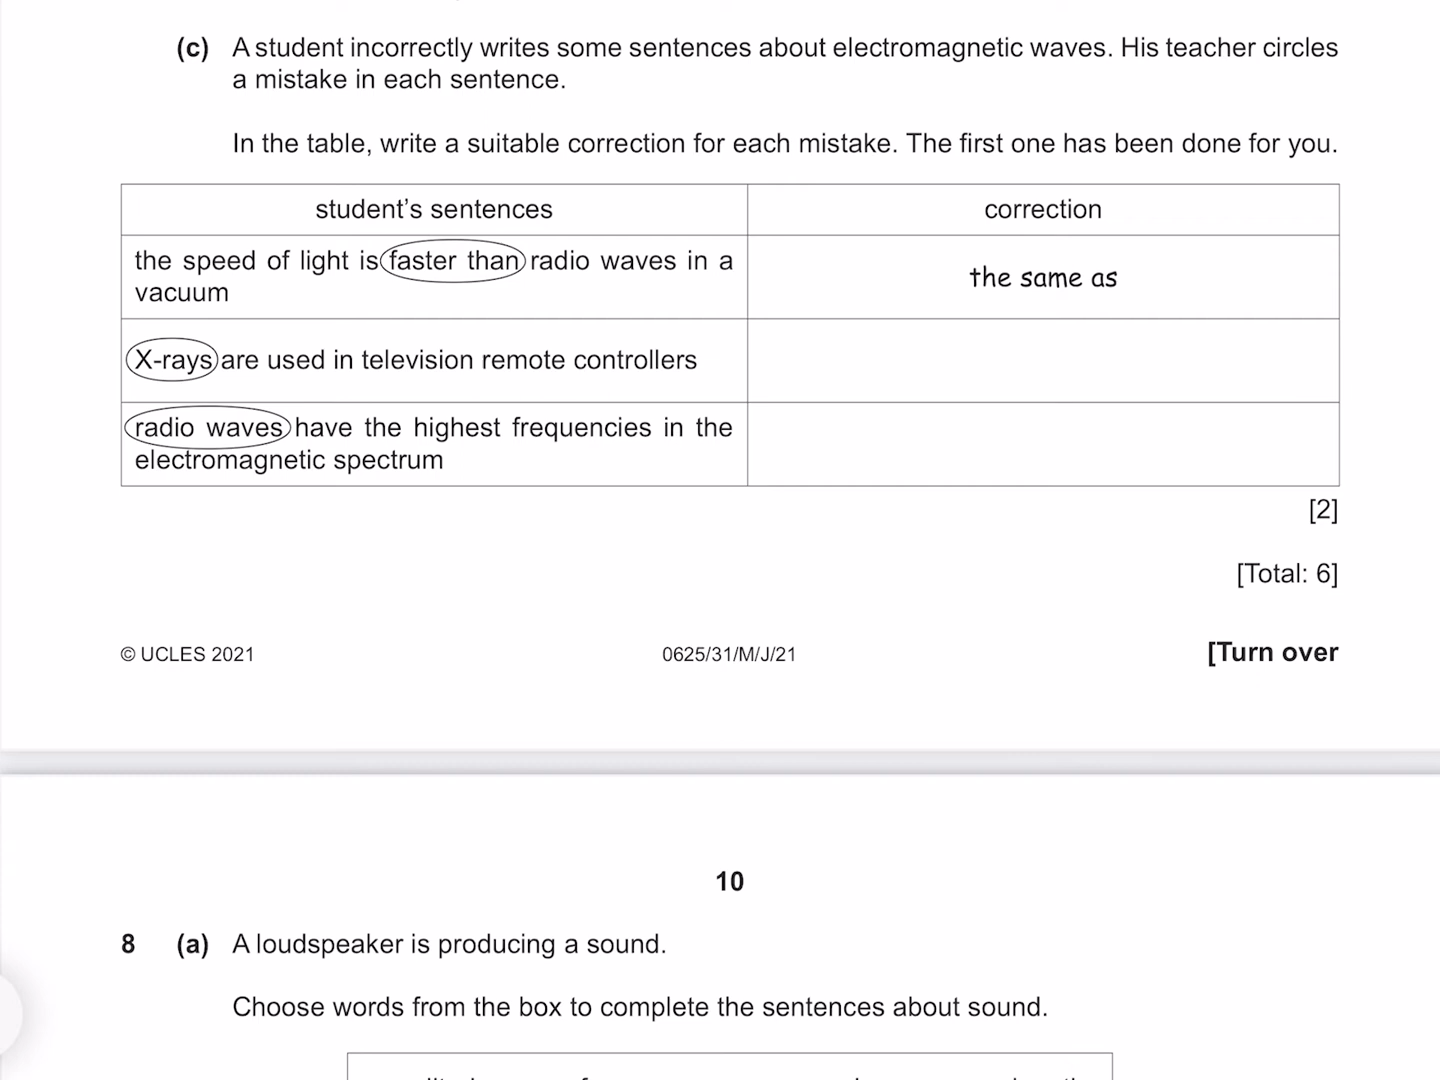 (c) A student incorrectly writes some sentences about electromagnetic waves. His teacher circles
a mistake in each sentence.
In the table, write a suitable correction for each mistake. The first one has been done for you.
student's sentences correction
the speed of light is faster than radio waves in a
vacuum
the same as
X-rays are used in television remote controllers
radio waves have the highest frequencies in the
electromagnetic spectrum
[2]
[Total: 6]
© UCLES 2021 0625/31/M/J/21 [Turn over
10
8 (a) A loudspeaker is producing a sound.
Choose words from the box to complete the sentences about sound.